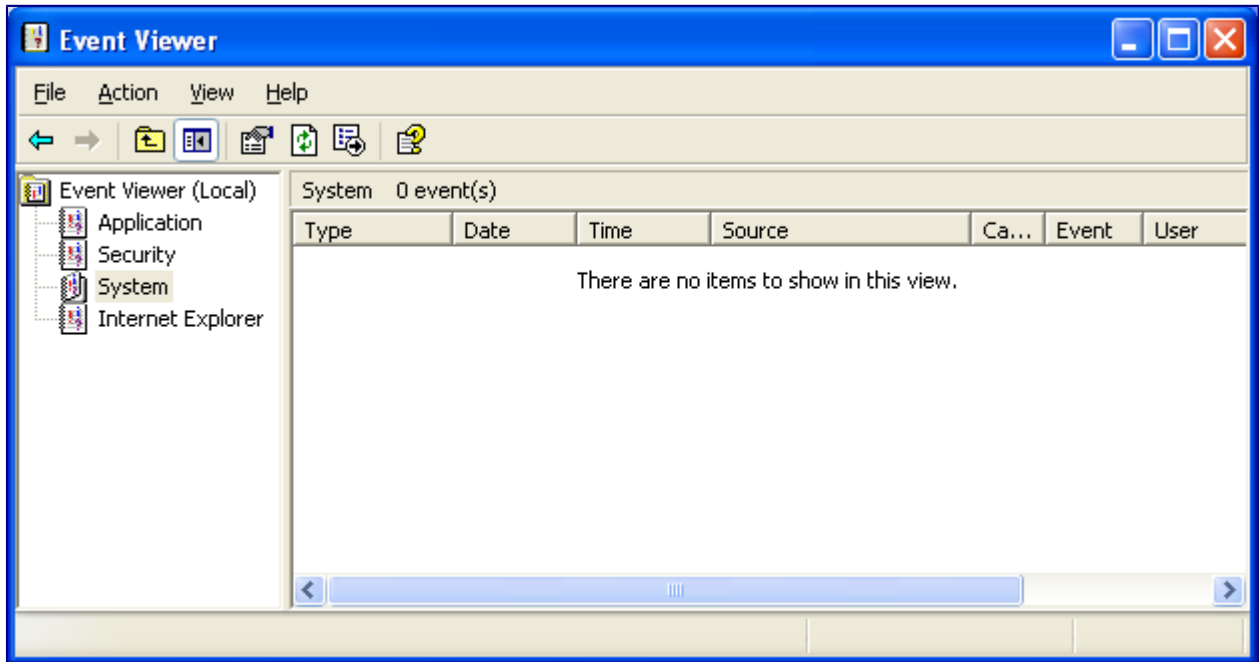 Event Viewer
File Action View Help
Event Viewer (Local)
Application
Security
System
Internet Explorer
System 0 event(s)
Type Date Time Source Ca... Event User
There are no items to show in this view.